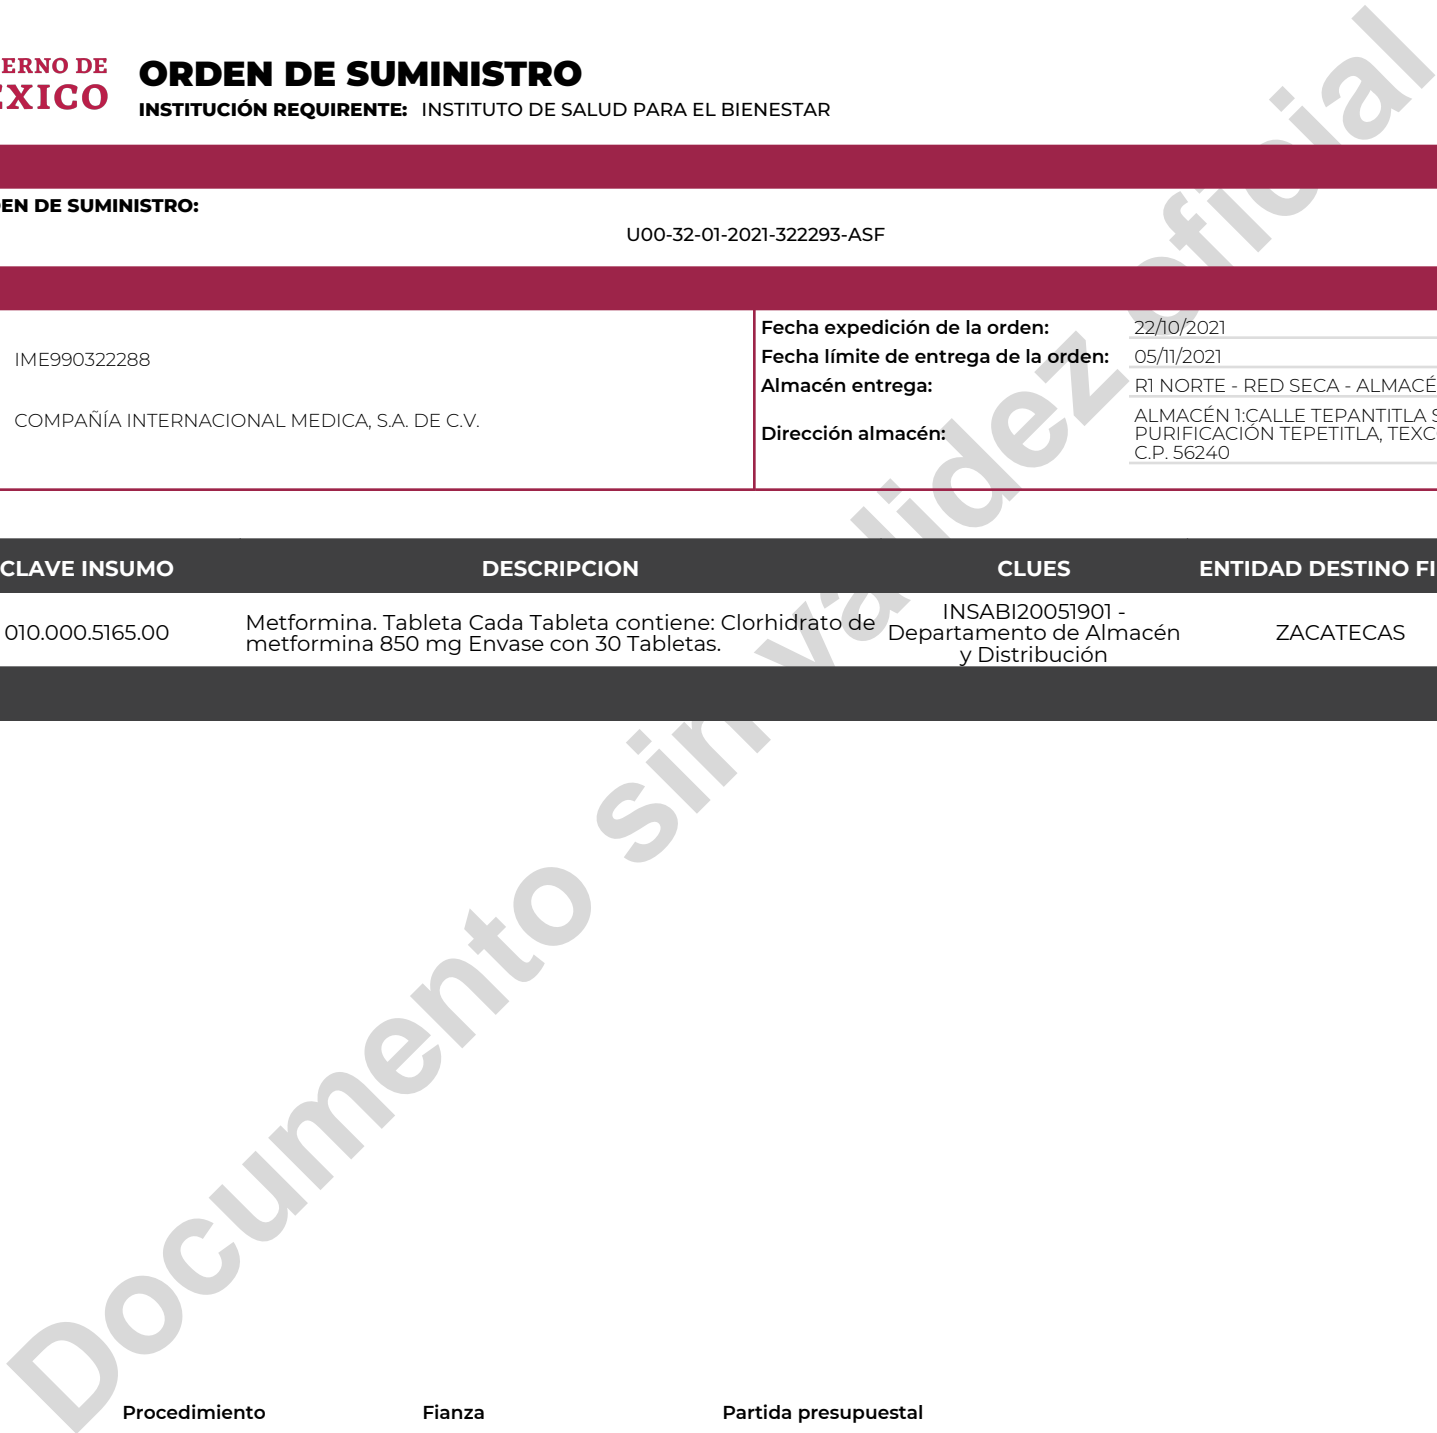 ERNO DE
EXICO
ORDEN DE SUMINISTRO
INSTITUCIÓN REQUIRENTE: INSTITUTO DE SALUD PARA EL BIENESTAR
EN DE SUMINISTRO:
U00-32-01-2021-322293-ASF
IME990322288
COMPAÑÍA INTERNACIONAL MEDICA, S.A. DE C.V.
Fecha expedición de la orden: 22/10/2021
Fecha límite de entrega de la orden: 05/11/2021
Almacén entrega: R1 NORTE - RED SECA - ALMACÉ
Dirección almacén: ALMACÉN 1:CALLE TEPANTITLA S
PURIFICACIÓN TEPETITLA, TEXC
C.P. 56240
CLAVE INSUMO DESCRIPCION CLUES ENTIDAD DESTINO FI
010.000.5165.00
Metformina. Tableta Cada Tableta contiene: Clorhidrato de
metformina 850 mg Envase con 30 Tabletas.
INSABI20051901 -
Departamento de Almacén
y Distribución
ZACATECAS
Documento sin validez oficial
Procedimiento Fianza Partida presupuestal